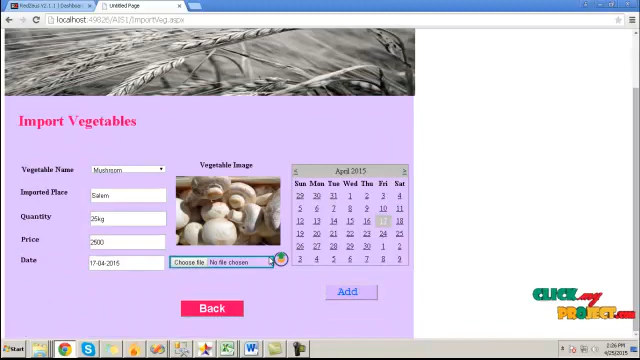 RedZeus V2.1.1 | Dashboard
Untitled Page
localhost:49826/AJS1/ImportVeg.aspx
Import Vegetables
Vegetable Name
Mushroom
Vegetable Image
Imported Place
Salem
Quantity
25kg
Price
2500
Date
17-04-2015
Choose file No file chosen
< April 2015 >
Sun Mon Tue Wed Thu Fri Sat
29 30 31 1 2 3 4
5 6 7 8 9 10 11
12 13 14 15 16 17 18
19 20 21 22 23 24 25
26 27 28 29 30 1 2
3 4 5 6 7 8 9
Add
Back
CLICK my
PROJECT.com
Start
2:26 PM
4/25/2015